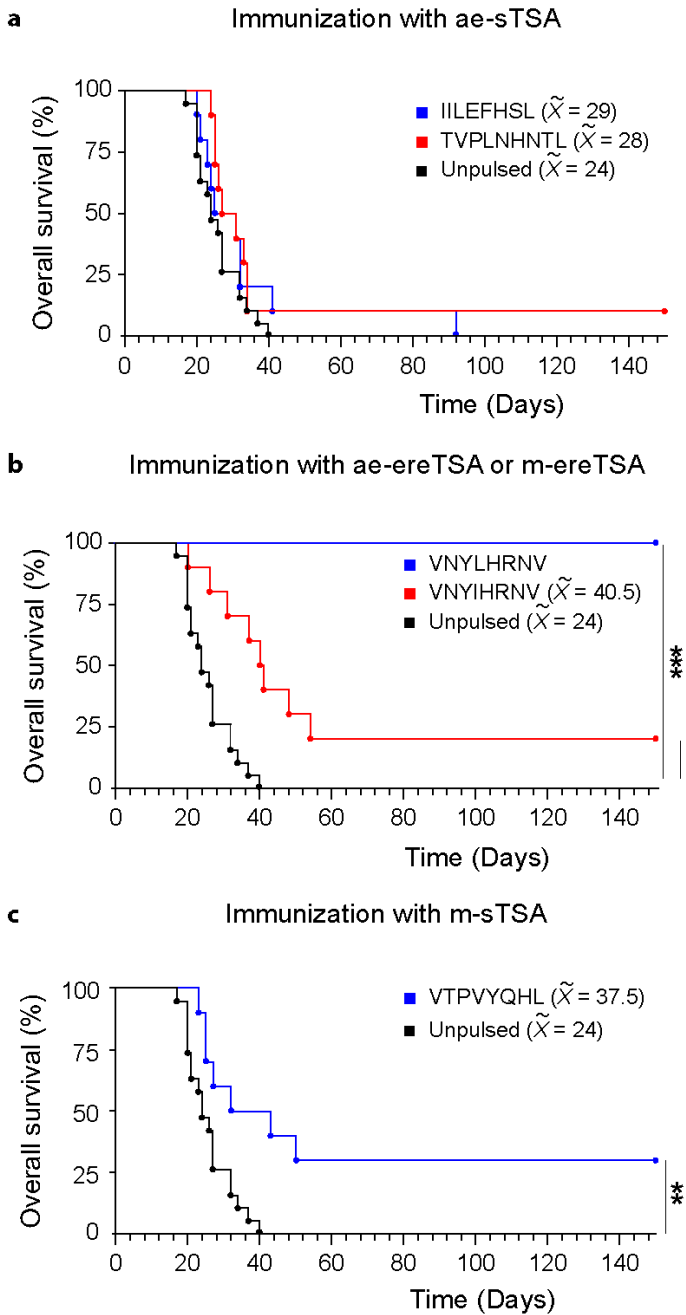 a Immunization with ae-sTSA
Overall survival (%)
100
75
50
25
0
IILEFHSL (X̃ = 29)
TVPLNHNTL (X̃ = 28)
Unpulsed (X̃ = 24)
0 20 40 60 80 100 120 140
Time (Days)
b Immunization with ae-ereTSA or m-ereTSA
Overall survival (%)
100
75
50
25
0
VNYLHRNV
VNYIHRNV (X̃ = 40.5)
Unpulsed (X̃ = 24)
***
0 20 40 60 80 100 120 140
Time (Days)
c Immunization with m-sTSA
Overall survival (%)
100
75
50
25
0
VTPVYQHL (X̃ = 37.5)
Unpulsed (X̃ = 24)
**
0 20 40 60 80 100 120 140
Time (Days)